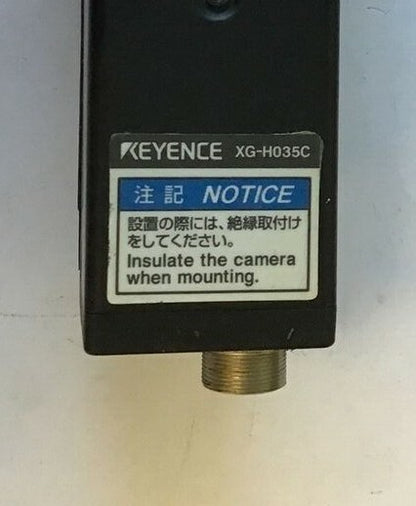 KEYENCE XG-H035C
注記 NOTICE
設置の際には、絶縁取付け
をしてください。
Insulate the camera
when mounting.